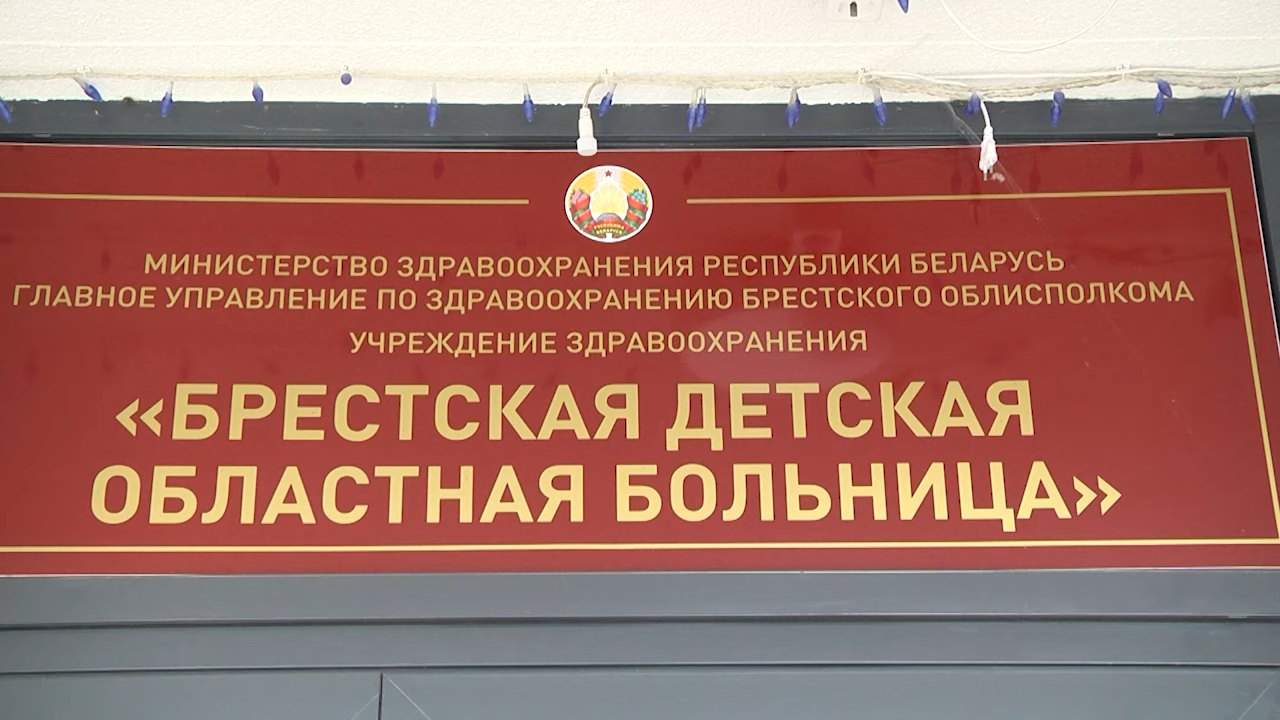 МИНИСТЕРСТВО ЗДРАВООХРАНЕНИЯ РЕСПУБЛИКИ БЕЛАРУСЬ
ГЛАВНОЕ УПРАВЛЕНИЕ ПО ЗДРАВООХРАНЕНИЮ БРЕСТСКОГО ОБЛИСПОЛКОМА
УЧРЕЖДЕНИЕ ЗДРАВООХРАНЕНИЯ
«БРЕСТСКАЯ ДЕТСКАЯ
ОБЛАСТНАЯ БОЛЬНИЦА»